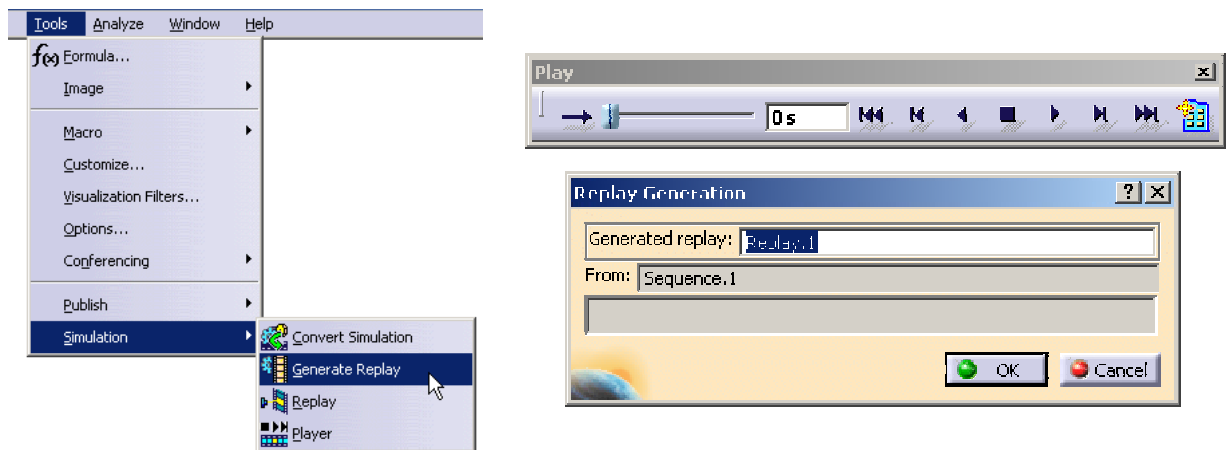 Tools Analyze Window Help
f(x) Formula...
Image
Macro
Customize...
Visualization Filters...
Options...
Conferencing
Publish
Simulation
Convert Simulation
Generate Replay
Replay
Player
Play
0 s
Replay Generation
Generated replay: Replay.1
From: Sequence.1
OK Cancel